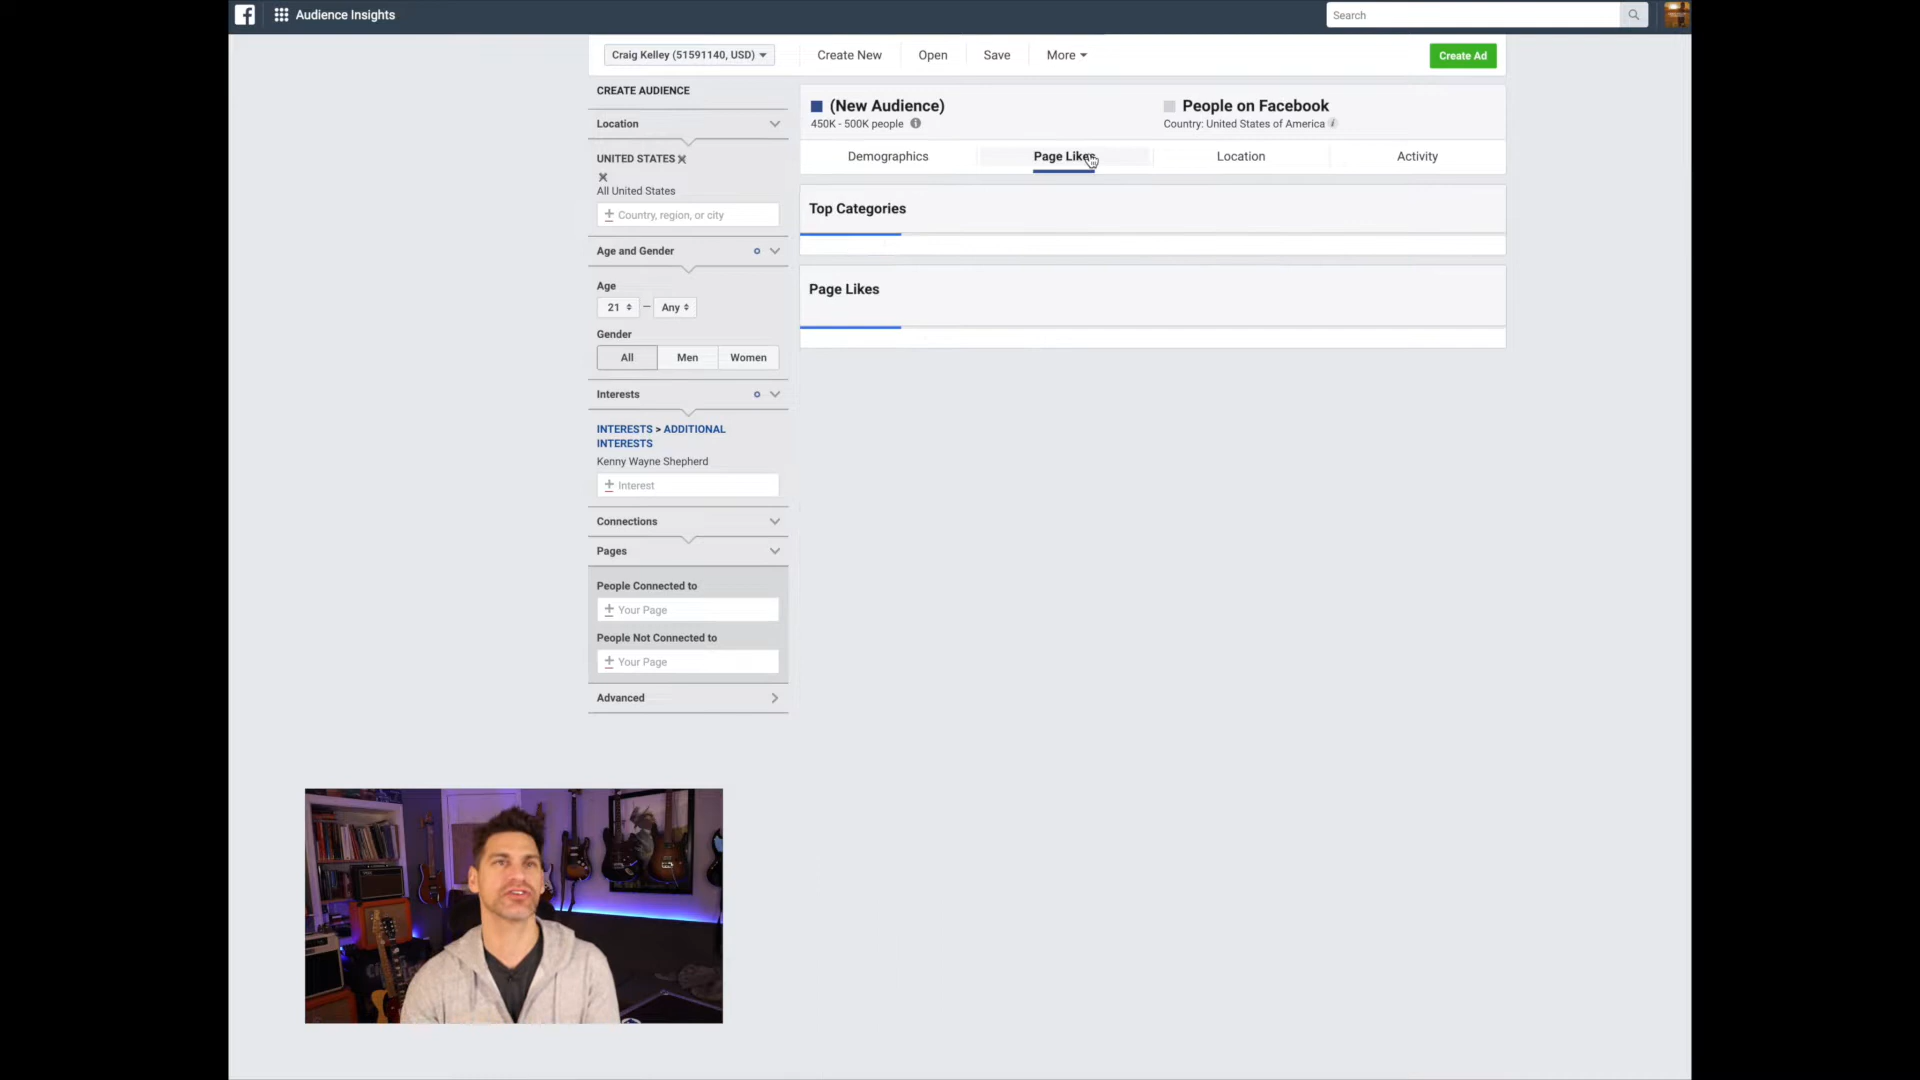 Audience Insights
Search
Craig Kelley (51591140, USD)
Create New
Open
Save
More
Create Ad
CREATE AUDIENCE
(New Audience)
450K - 500K people
People on Facebook
Country: United States of America
Location
Demographics
Page Likes
Location
Activity
UNITED STATES
All United States
Country, region, or city
Top Categories
Age and Gender
Page Likes
Age
21 — Any
Gender
All
Men
Women
Interests
INTERESTS > ADDITIONAL
INTERESTS
Kenny Wayne Shepherd
Interest
Connections
Pages
People Connected to
Your Page
People Not Connected to
Your Page
Advanced